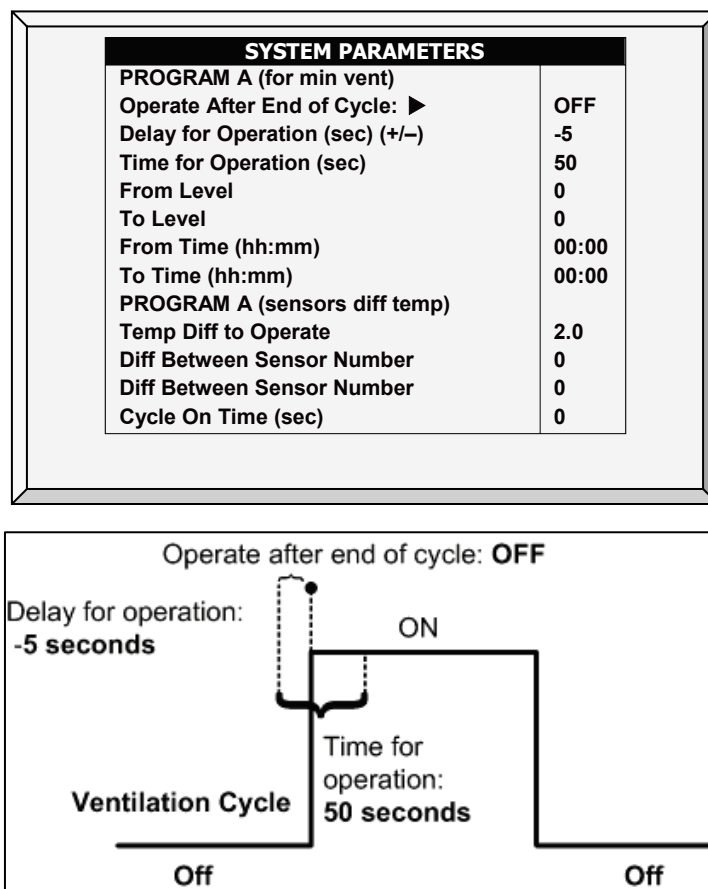 SYSTEM PARAMETERS
PROGRAM A (for min vent)
Operate After End of Cycle: ▶ OFF
Delay for Operation (sec) (+/–) -5
Time for Operation (sec) 50
From Level 0
To Level 0
From Time (hh:mm) 00:00
To Time (hh:mm) 00:00
PROGRAM A (sensors diff temp)
Temp Diff to Operate 2.0
Diff Between Sensor Number 0
Diff Between Sensor Number 0
Cycle On Time (sec) 0
Operate after end of cycle: OFF
Delay for operation:
-5 seconds
ON
Time for
operation:
50 seconds
Ventilation Cycle
Off
Off